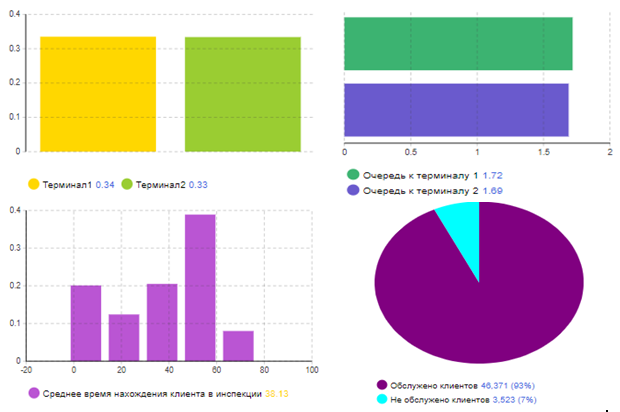 0.4
0.3
0.2
0.1
0
Терминал1 0.34 Терминал2 0.33
0 0.5 1 1.5 2
Очередь к терминалу 1 1.72
Очередь к терминалу 2 1.69
0.4
0.3
0.2
0.1
0
-20 0 20 40 60 80 100
Среднее время нахождения клиента в инспекции 38.13
Обслужено клиентов 46,371 (93%)
Не обслужено клиентов 3,523 (7%)